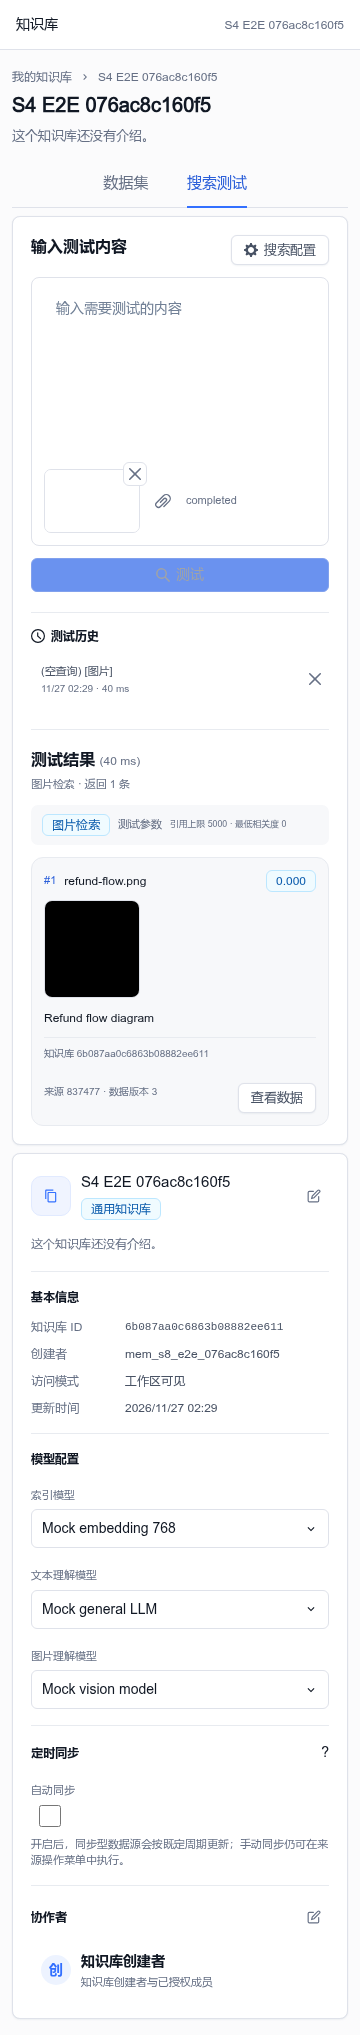 知识库
S4 E2E 076ac8c160f5
我的知识库 › S4 E2E 076ac8c160f5
S4 E2E 076ac8c160f5
这个知识库还没有介绍。
数据集 搜索测试
输入测试内容 搜索配置
输入需要测试的内容
completed
测试
测试历史
(空查询) [图片]
11/27 02:29 · 40 ms
测试结果 (40 ms)
图片检索 · 返回 1 条
图片检索 测试参数 引用上限 5000 · 最低相关度 0
#1 refund-flow.png 0.000
Refund flow diagram
知识库 6b087aa0c6863b08882ee611
来源 837477 · 数据版本 3
查看数据
S4 E2E 076ac8c160f5
通用知识库
这个知识库还没有介绍。
基本信息
知识库 ID 6b087aa0c6863b08882ee611
创建者 mem_s8_e2e_076ac8c160f5
访问模式 工作区可见
更新时间 2026/11/27 02:29
模型配置
索引模型
Mock embedding 768
文本理解模型
Mock general LLM
图片理解模型
Mock vision model
定时同步 ?
自动同步
开启后，同步型数据源会按既定周期更新；手动同步仍可在来
源操作菜单中执行。
协作者
创 知识库创建者
知识库创建者与已授权成员